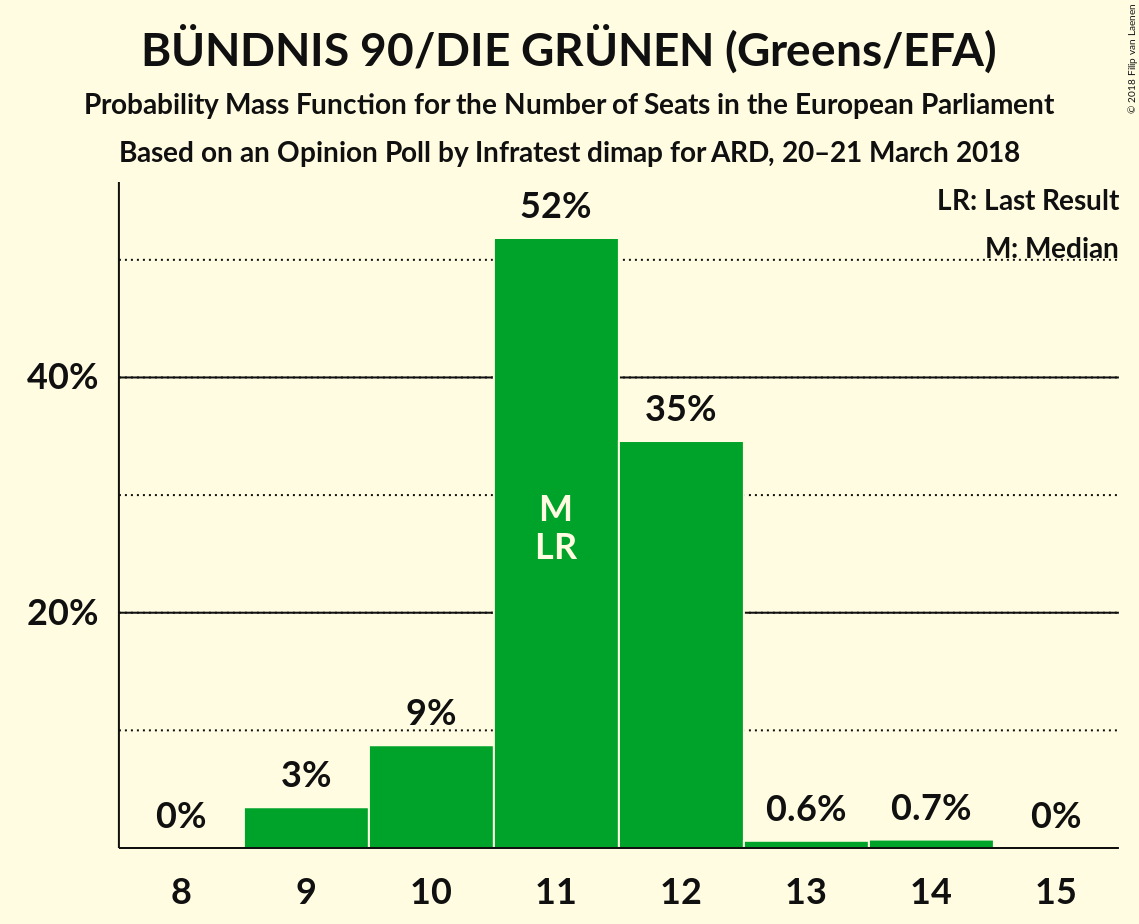 BÜNDNIS 90/DIE GRÜNEN (Greens/EFA)
Probability Mass Function for the Number of Seats in the European Parliament
Based on an Opinion Poll by Infratest dimap for ARD, 20–21 March 2018
© 2018 Filip van Laenen
LR: Last Result
M: Median
52%
40%
35%
M
LR
20%
9%
3%
0%
0.6%
0.7%
0%
8 9 10 11 12 13 14 15